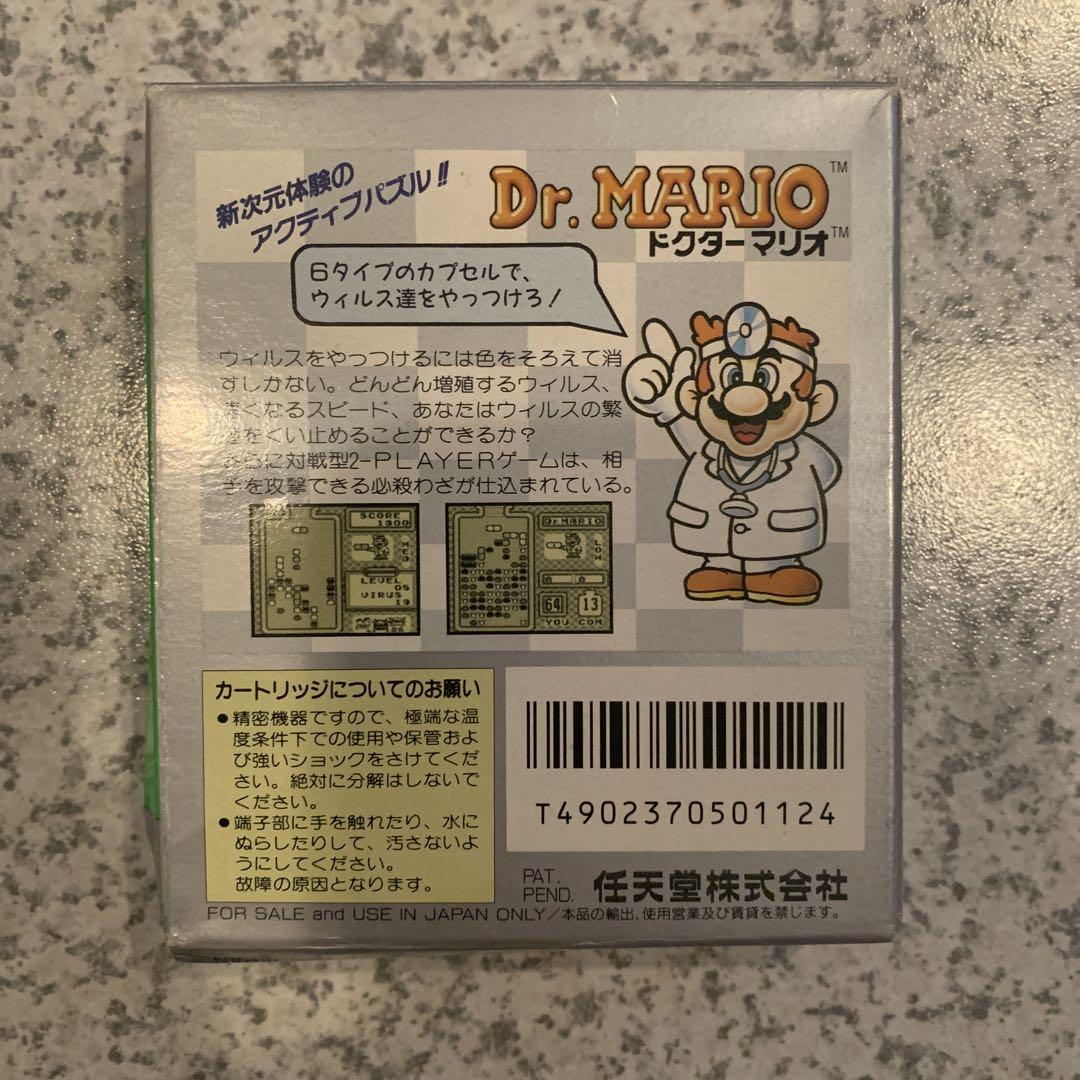 新次元体験の
アクティブパズル!!
Dr. MARIO™
ドクターマリオ™
6タイプのカプセルで、
ウィルス達をやっつけろ!
ウィルスをやっつけるには色をそろえて消
すしかない。どんどん増殖するウィルス、
くなるスピード、あなたはウィルスの繁
をくい止めることができるか?
さらに対戦型2-PLAYERゲームは、相
手を攻撃できる必殺わざが仕込まれている。
SCORE
1300
MED
LEVEL
05
VIRUS
19
Dr.MARIO
LOW
64 13
YOU COM
カートリッジについてのお願い
●精密機器ですので、極端な温
度条件下での使用や保管およ
び強いショックをさけてくだ
さい。絶対に分解はしないで
ください。
●端子部に手を触れたり、水に
ぬらしたりして、汚さないよ
うにしてください。
故障の原因となります。
T4902370501124
PAT.
PEND. 任天堂株式会社
FOR SALE and USE IN JAPAN ONLY/本品の輸出、使用営業及び賃貸を禁じます。